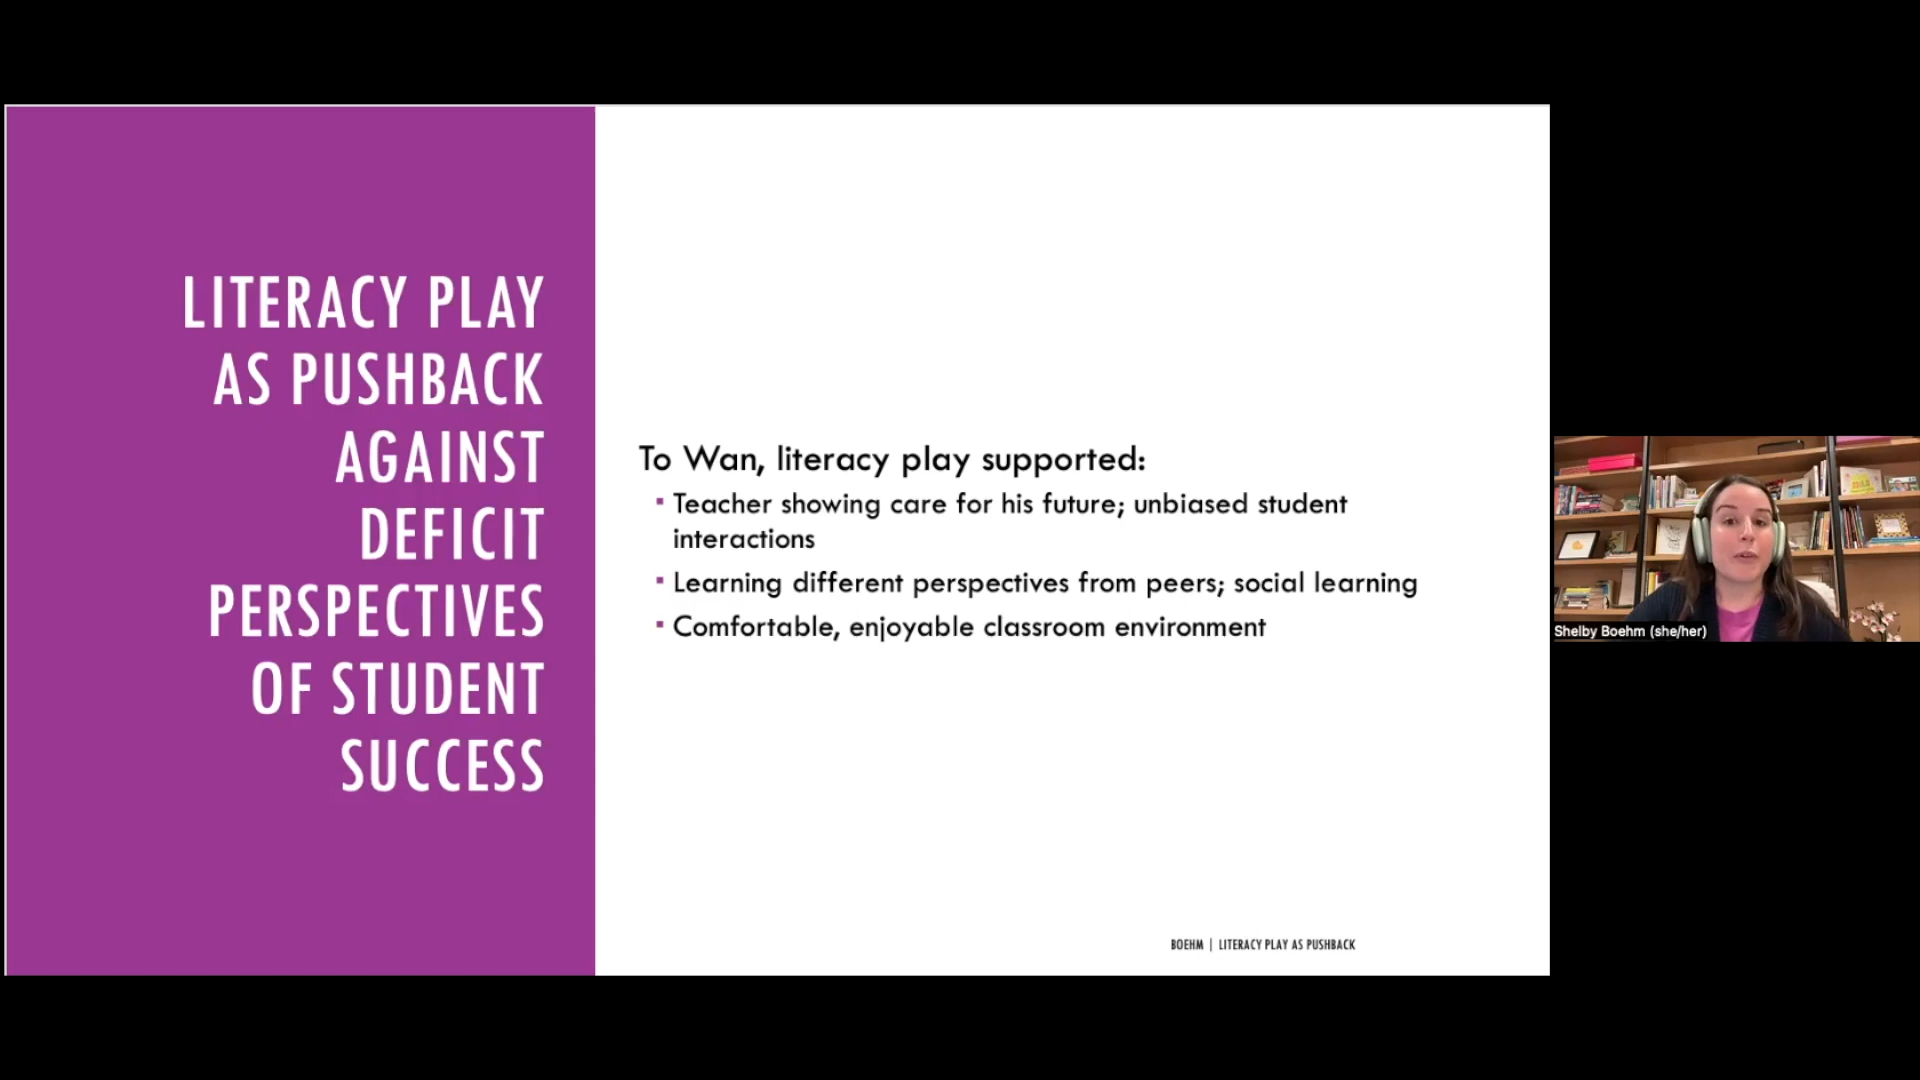 LITERACY PLAY
AS PUSHBACK
AGAINST
DEFICIT
PERSPECTIVES
OF STUDENT
SUCCESS
To Wan, literacy play supported:
▪ Teacher showing care for his future; unbiased student
interactions
▪ Learning different perspectives from peers; social learning
▪ Comfortable, enjoyable classroom environment
BOEHM | LITERACY PLAY AS PUSHBACK
Shelby Boehm (she/her)